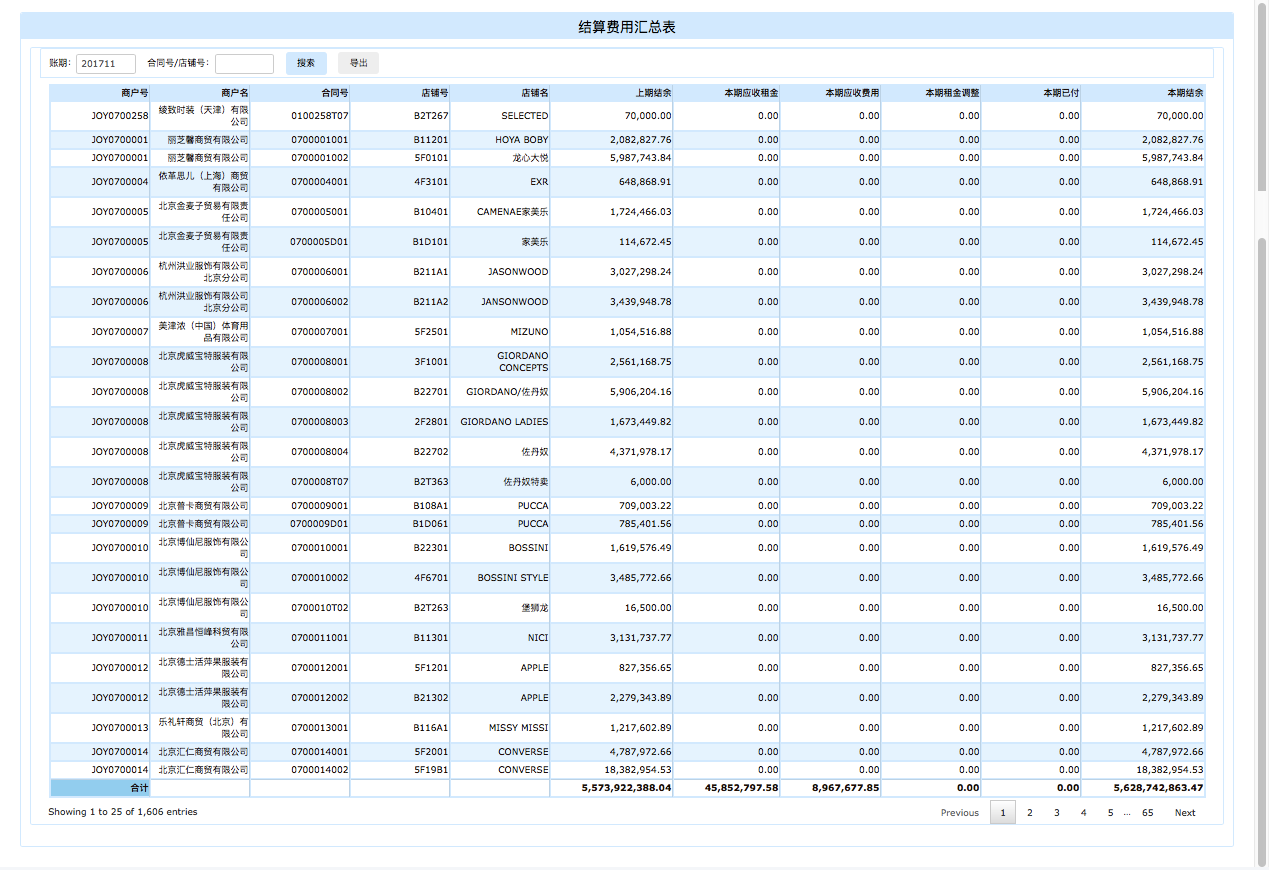 结算费用汇总表
账期: 201711 合同号/店铺号: 搜索 导出
商户号 商户名 合同号 店铺号 店铺名 上期结余 本期应收租金 本期应收费用 本期租金调整 本期已付 本期结余
JOY0700258 绫致时装（天津）有限公司 0100258T07 B2T267 SELECTED 70,000.00 0.00 0.00 0.00 0.00 70,000.00
JOY0700001 丽芝馨商贸有限公司 0700001001 B11201 HOYA BOBY 2,082,827.76 0.00 0.00 0.00 0.00 2,082,827.76
JOY0700001 丽芝馨商贸有限公司 0700001002 5F0101 龙心大悦 5,987,743.84 0.00 0.00 0.00 0.00 5,987,743.84
JOY0700004 依革思儿（上海）商贸有限公司 0700004001 4F3101 EXR 648,868.91 0.00 0.00 0.00 0.00 648,868.91
JOY0700005 北京金麦子贸易有限责任公司 0700005001 B10401 CAMENAE家美乐 1,724,466.03 0.00 0.00 0.00 0.00 1,724,466.03
JOY0700005 北京金麦子贸易有限责任公司 0700005D01 B1D101 家美乐 114,672.45 0.00 0.00 0.00 0.00 114,672.45
JOY0700006 杭州洪业服饰有限公司北京分公司 0700006001 B211A1 JASONWOOD 3,027,298.24 0.00 0.00 0.00 0.00 3,027,298.24
JOY0700006 杭州洪业服饰有限公司北京分公司 0700006002 B211A2 JANSONWOOD 3,439,948.78 0.00 0.00 0.00 0.00 3,439,948.78
JOY0700007 美津浓（中国）体育用品有限公司 0700007001 5F2501 MIZUNO 1,054,516.88 0.00 0.00 0.00 0.00 1,054,516.88
JOY0700008 北京虎威宝特服装有限公司 0700008001 3F1001 GIORDANO CONCEPTS 2,561,168.75 0.00 0.00 0.00 0.00 2,561,168.75
JOY0700008 北京虎威宝特服装有限公司 0700008002 B22701 GIORDANO/佐丹奴 5,906,204.16 0.00 0.00 0.00 0.00 5,906,204.16
JOY0700008 北京虎威宝特服装有限公司 0700008003 2F2801 GIORDANO LADIES 1,673,449.82 0.00 0.00 0.00 0.00 1,673,449.82
JOY0700008 北京虎威宝特服装有限公司 0700008004 B22702 佐丹奴 4,371,978.17 0.00 0.00 0.00 0.00 4,371,978.17
JOY0700008 北京虎威宝特服装有限公司 0700008T07 B2T363 佐丹奴特卖 6,000.00 0.00 0.00 0.00 0.00 6,000.00
JOY0700009 北京普卡商贸有限公司 0700009001 B108A1 PUCCA 709,003.22 0.00 0.00 0.00 0.00 709,003.22
JOY0700009 北京普卡商贸有限公司 0700009D01 B1D061 PUCCA 785,401.56 0.00 0.00 0.00 0.00 785,401.56
JOY0700010 北京博仙尼服饰有限公司 0700010001 B22301 BOSSINI 1,619,576.49 0.00 0.00 0.00 0.00 1,619,576.49
JOY0700010 北京博仙尼服饰有限公司 0700010002 4F6701 BOSSINI STYLE 3,485,772.66 0.00 0.00 0.00 0.00 3,485,772.66
JOY0700010 北京博仙尼服饰有限公司 0700010T02 B2T263 堡狮龙 16,500.00 0.00 0.00 0.00 0.00 16,500.00
JOY0700011 北京雅昌恒峰科贸有限公司 0700011001 B11301 NICI 3,131,737.77 0.00 0.00 0.00 0.00 3,131,737.77
JOY0700012 北京德士活萍果服装有限公司 0700012001 5F1201 APPLE 827,356.65 0.00 0.00 0.00 0.00 827,356.65
JOY0700012 北京德士活萍果服装有限公司 0700012002 B21302 APPLE 2,279,343.89 0.00 0.00 0.00 0.00 2,279,343.89
JOY0700013 乐礼轩商贸（北京）有限公司 0700013001 B116A1 MISSY MISSI 1,217,602.89 0.00 0.00 0.00 0.00 1,217,602.89
JOY0700014 北京汇仁商贸有限公司 0700014001 5F2001 CONVERSE 4,787,972.66 0.00 0.00 0.00 0.00 4,787,972.66
JOY0700014 北京汇仁商贸有限公司 0700014002 5F19B1 CONVERSE 18,382,954.53 0.00 0.00 0.00 0.00 18,382,954.53
合计 5,573,922,388.04 45,852,797.58 8,967,677.85 0.00 0.00 5,628,742,863.47
Showing 1 to 25 of 1,606 entries Previous 1 2 3 4 5 ... 65 Next